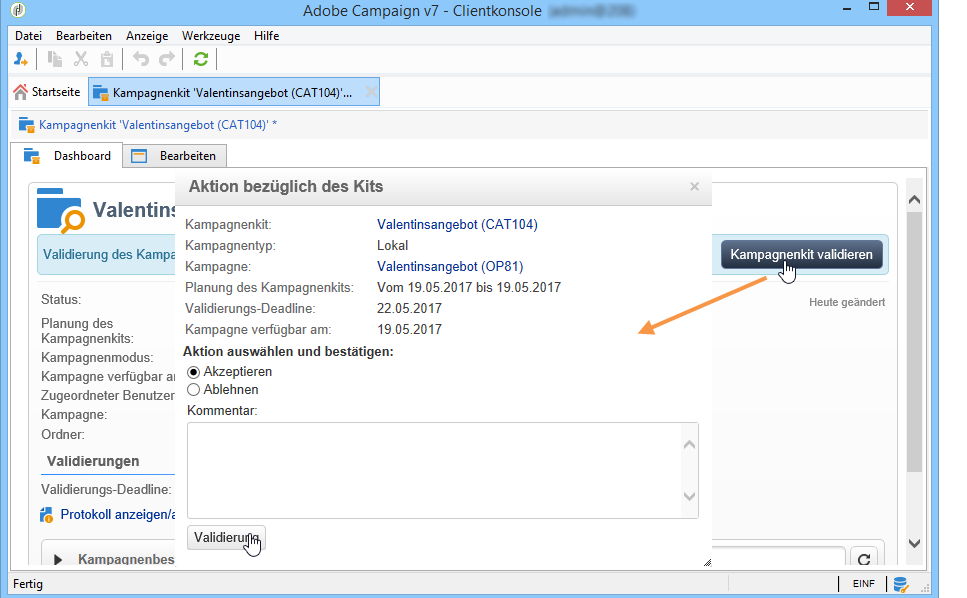 Adobe Campaign v7 - Clientkonsole
Datei Bearbeiten Anzeige Werkzeuge Hilfe
Startseite Kampagnenkit 'Valentinsangebot (CAT104)'...
Kampagnenkit 'Valentinsangebot (CAT104)' *
Dashboard Bearbeiten
Aktion bezüglich des Kits
Valentins
Kampagnenkit: Valentinsangebot (CAT104)
Kampagnentyp: Lokal
Kampagne: Valentinsangebot (OP81)
Planung des Kampagnenkits: Vom 19.05.2017 bis 19.05.2017
Validierungs-Deadline: 22.05.2017
Kampagne verfügbar am: 19.05.2017
Aktion auswählen und bestätigen:
Akzeptieren
Ablehnen
Kommentar:
Validierung
Validierung des Kampa
Kampagnenkit validieren
Heute geändert
Status:
Planung des
Kampagnenkits:
Kampagnenmodus:
Kampagne verfügbar a
Zugeordneter Benutzer
Kampagne:
Ordner:
Validierungen
Validierungs-Deadline:
Protokoll anzeigen/a
Kampagnenbes
Fertig EINF